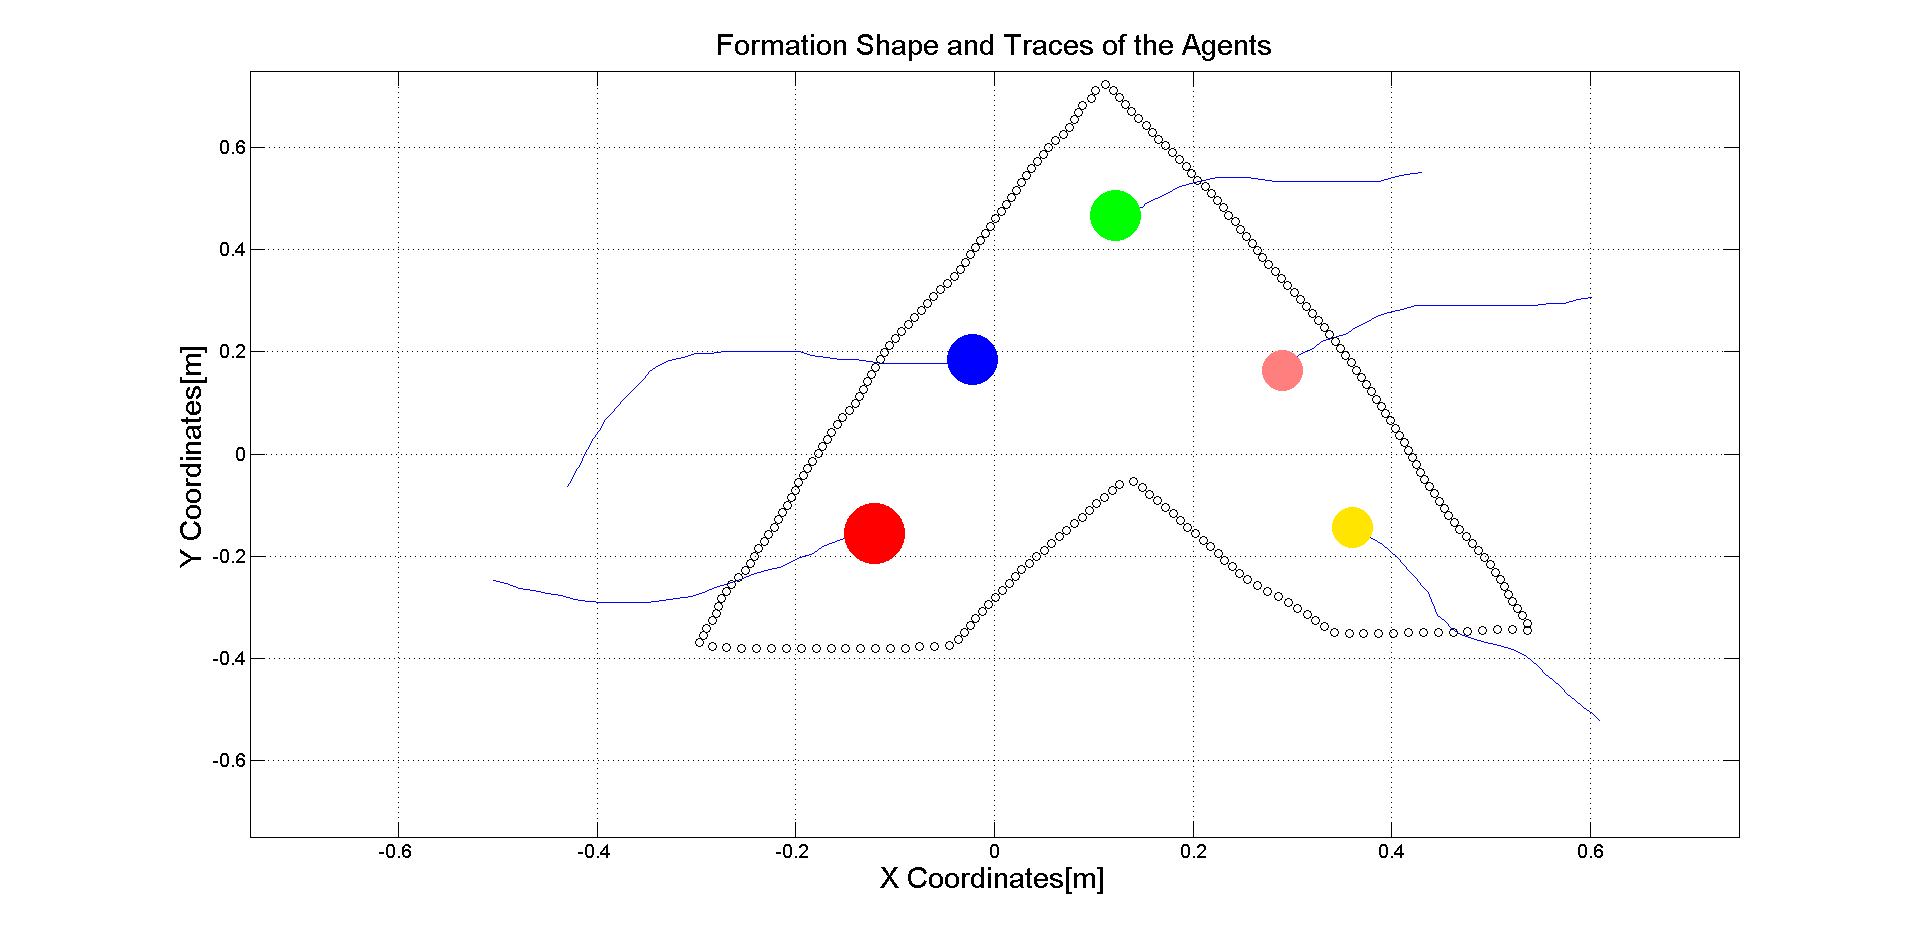 Formation Shape and Traces of the Agents
0.6
0.4
0.2
0
-0.2
-0.4
-0.6
Y Coordinates[m]
-0.6 -0.4 -0.2 0 0.2 0.4 0.6
X Coordinates[m]